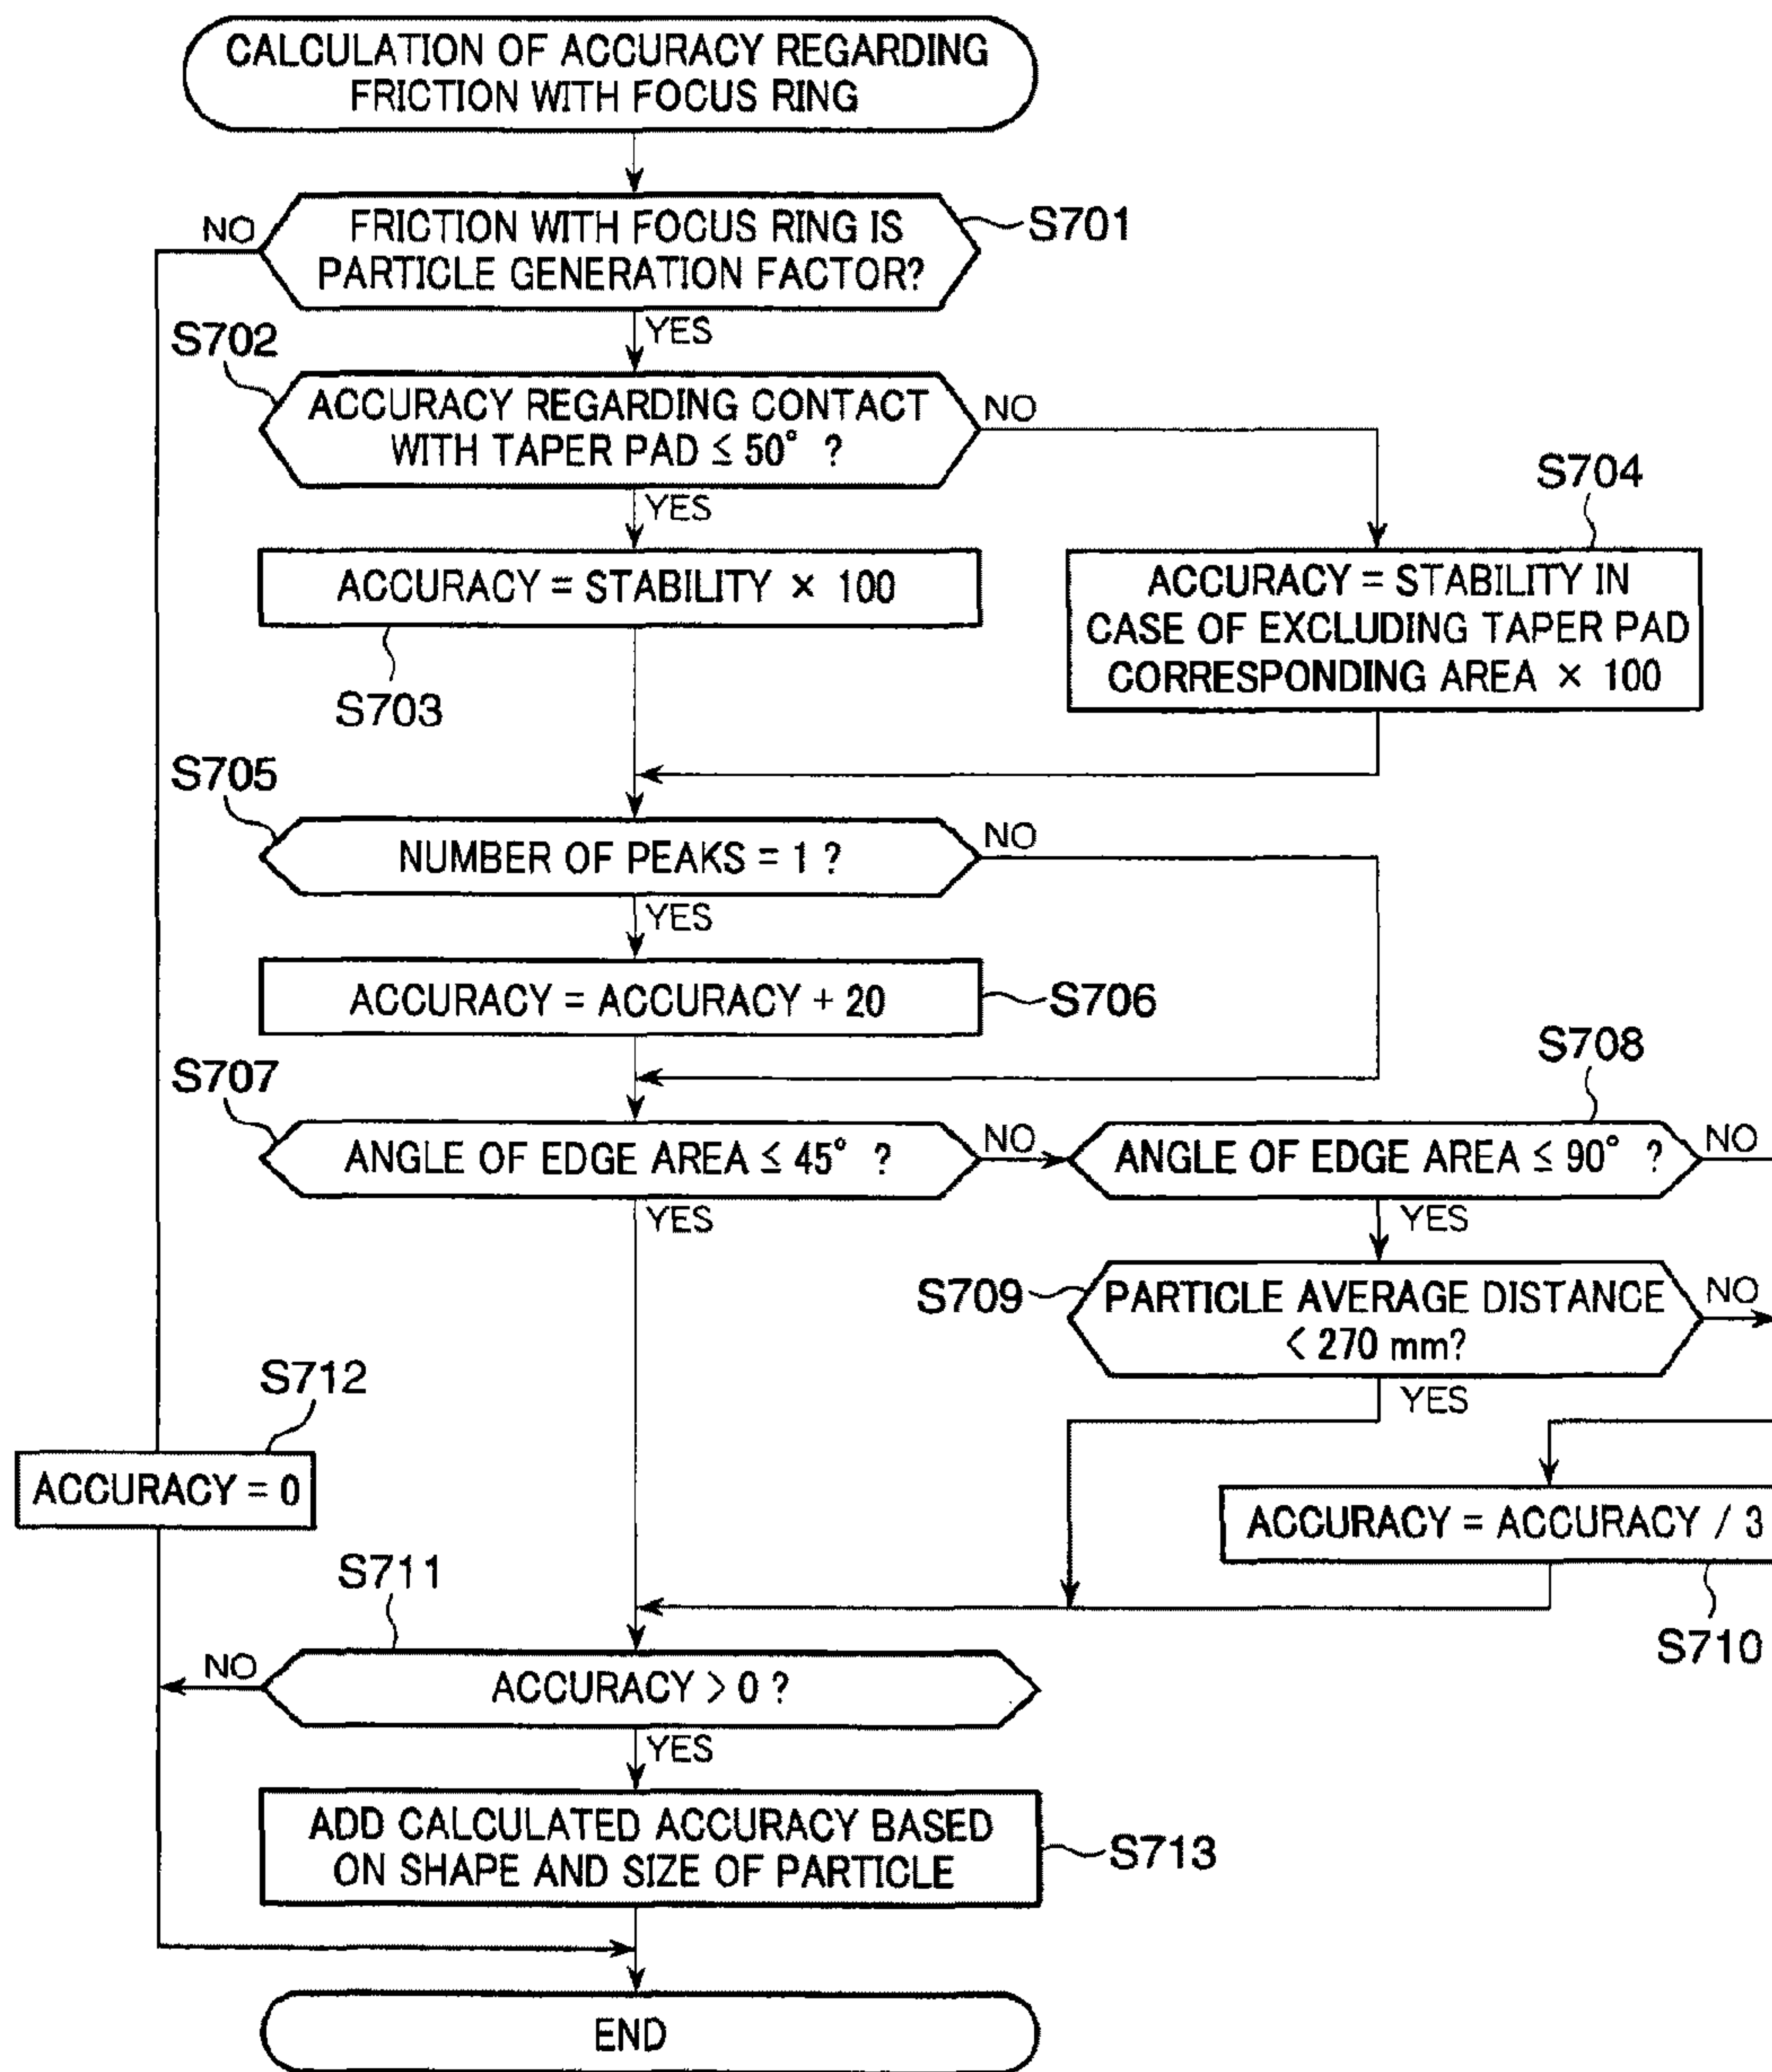 CALCULATION OF ACCURACY REGARDING
FRICTION WITH FOCUS RING
NO
FRICTION WITH FOCUS RING IS
PARTICLE GENERATION FACTOR?
S701
YES
S702
ACCURACY REGARDING CONTACT
WITH TAPER PAD ≤ 50° ?
NO
YES
S704
ACCURACY = STABILITY × 100
S703
ACCURACY = STABILITY IN
CASE OF EXCLUDING TAPER PAD
CORRESPONDING AREA × 100
S705
NUMBER OF PEAKS = 1 ?
NO
YES
ACCURACY = ACCURACY + 20
S706
S707
ANGLE OF EDGE AREA ≤ 45° ?
NO
YES
S708
ANGLE OF EDGE AREA ≤ 90° ?
NO
YES
S709
PARTICLE AVERAGE DISTANCE
< 270 mm?
NO
YES
S712
ACCURACY = 0
ACCURACY = ACCURACY / 3
S710
S711
NO
ACCURACY > 0 ?
YES
ADD CALCULATED ACCURACY BASED
ON SHAPE AND SIZE OF PARTICLE
S713
END